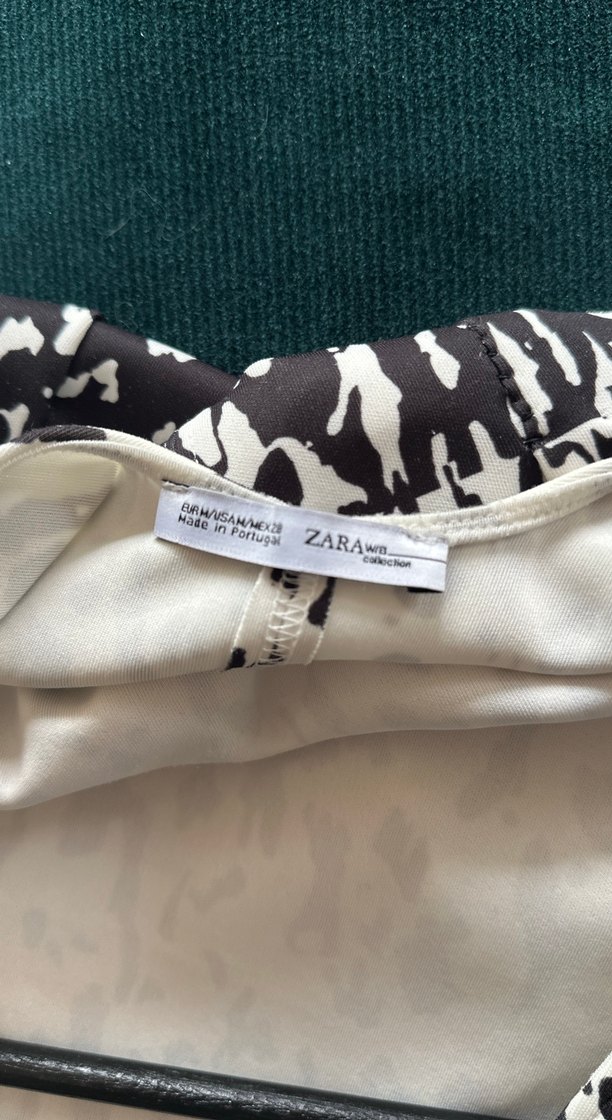 EUR M/USA M/MEX 28
Made in Portugal
ZARA W/B
collection